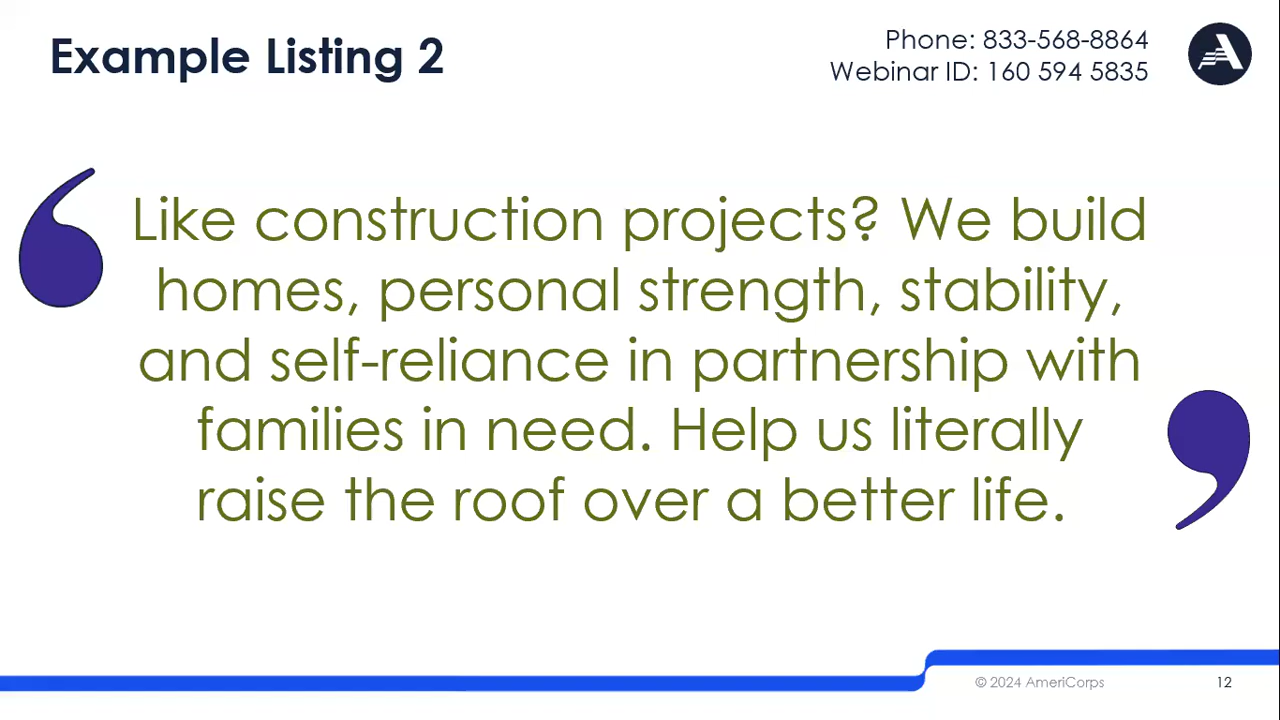 Example Listing 2
Phone: 833-568-8864
Webinar ID: 160 594 5835
Like construction projects? We build
homes, personal strength, stability,
and self-reliance in partnership with
families in need. Help us literally
raise the roof over a better life.
© 2024 AmeriCorps
12